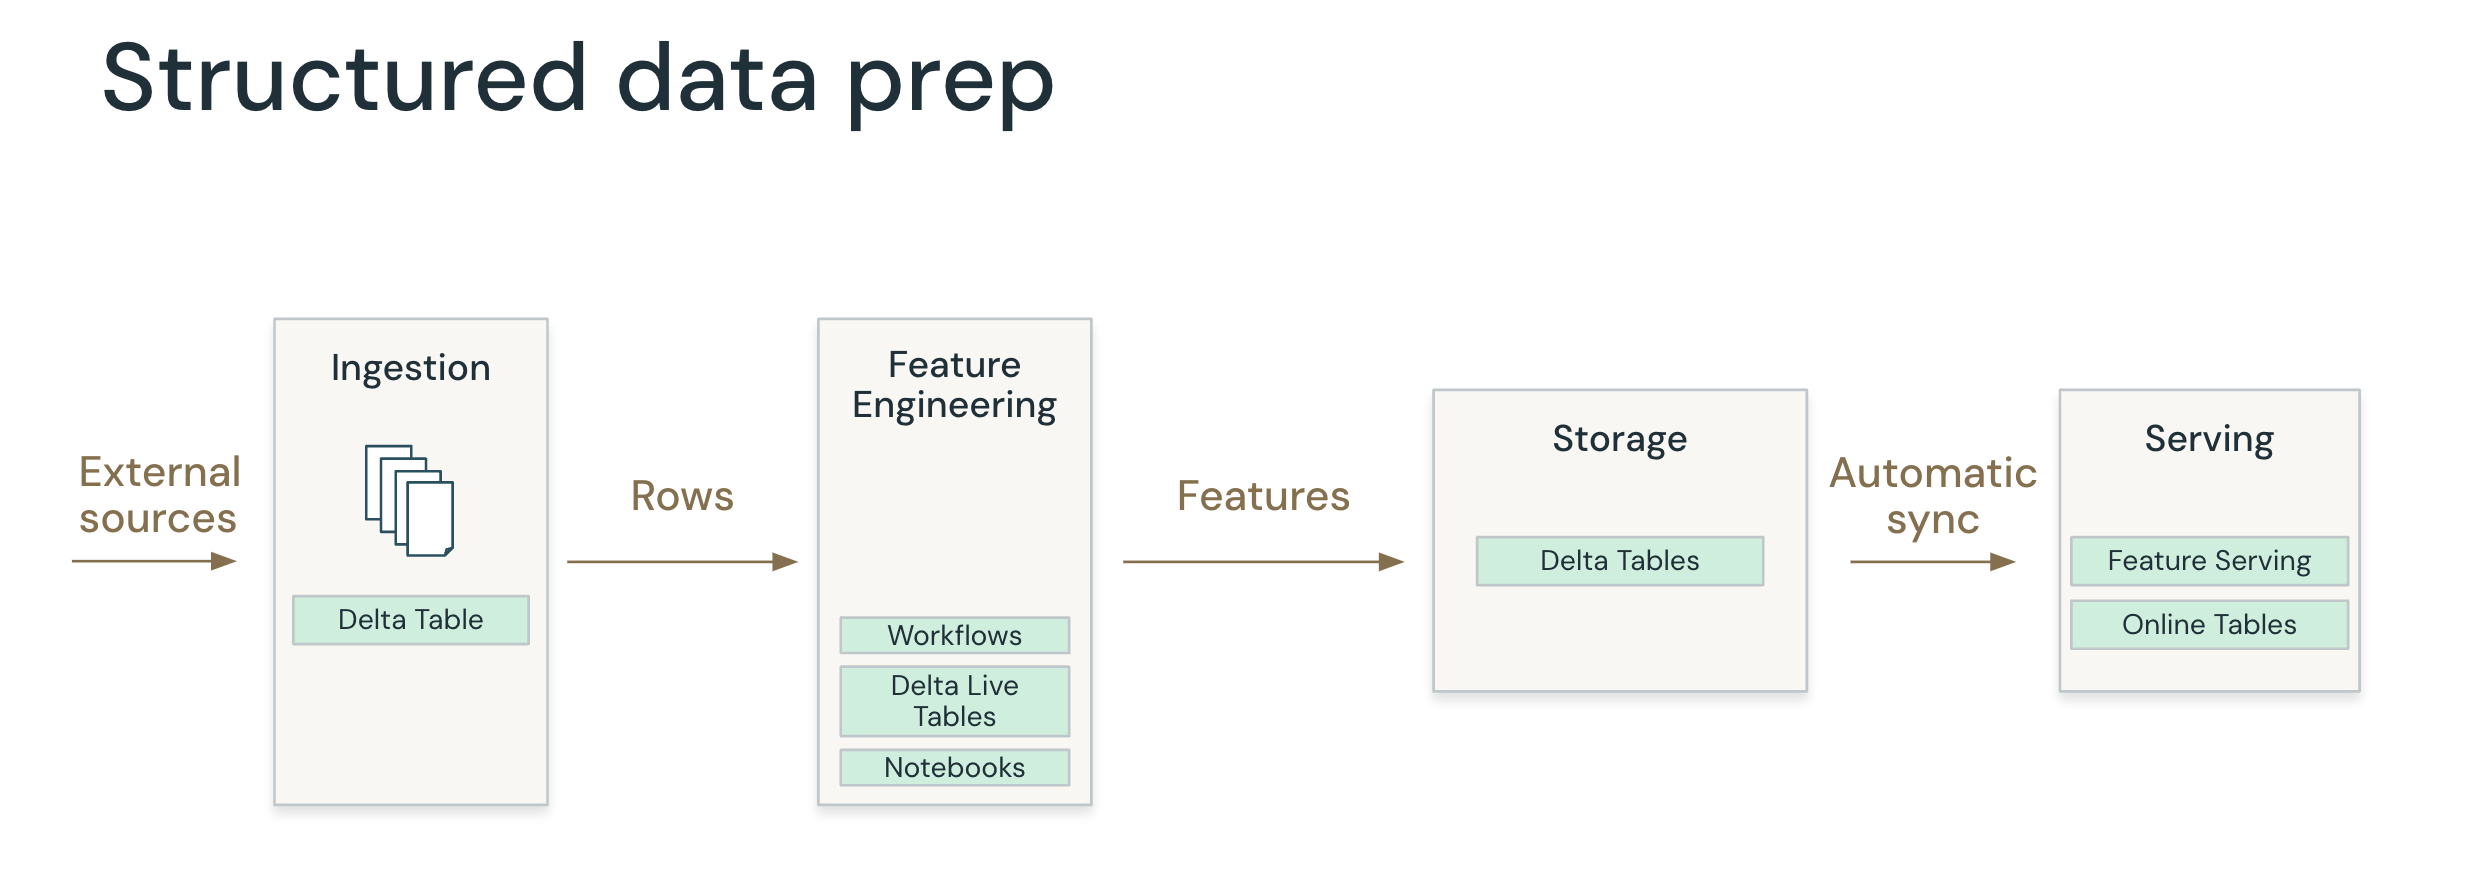 Structured data prep
External
sources
Ingestion
Delta Table
Rows
Feature
Engineering
Workflows
Delta Live
Tables
Notebooks
Features
Storage
Delta Tables
Automatic
sync
Serving
Feature Serving
Online Tables